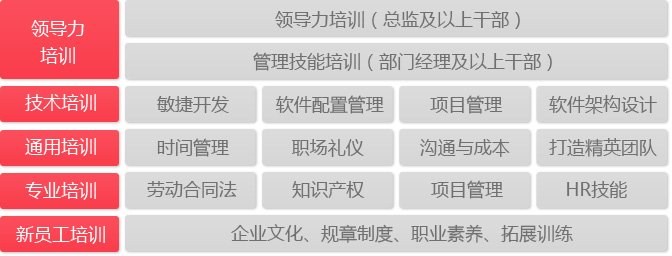 领导力
培训
领导力培训（总监及以上干部）
管理技能培训（部门经理及以上干部）
技术培训 敏捷开发 软件配置管理 项目管理 软件架构设计
通用培训 时间管理 职场礼仪 沟通与成本 打造精英团队
专业培训 劳动合同法 知识产权 项目管理 HR技能
新员工培训 企业文化、规章制度、职业素养、拓展训练